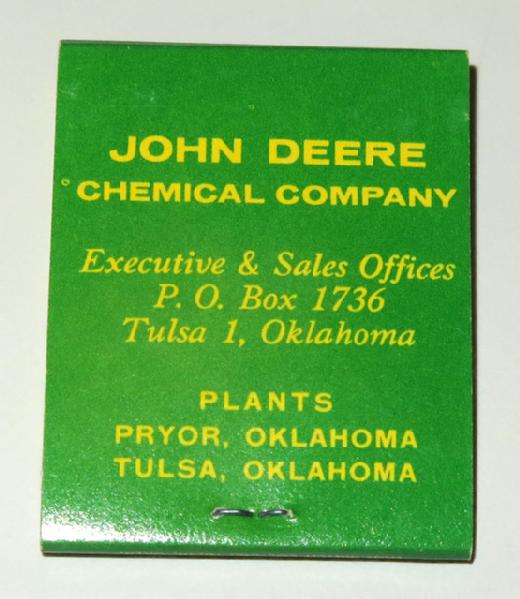 JOHN DEERE
CHEMICAL COMPANY
Executive & Sales Offices
P. O. Box 1736
Tulsa 1, Oklahoma
PLANTS
PRYOR, OKLAHOMA
TULSA, OKLAHOMA